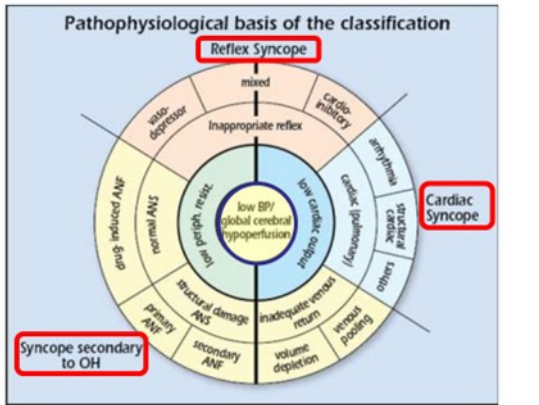 Pathophysiological basis of the classification
Reflex Syncope
mixed
vaso-
depressor
cardio-
inhibitory
Inappropriate reflex
drug- induced ANF
normal ANS
low periph. resist.
low BP/
global cerebral
hypoperfusion
low cardiac output
cardiac (pulmonary)
arrhythmia
structural
cardiac
others
Cardiac
Syncope
structural damage
ANS
inadequate venous
return
primary
ANF
secondary
ANF
volume
depletion
venous
pooling
Syncope secondary
to OH